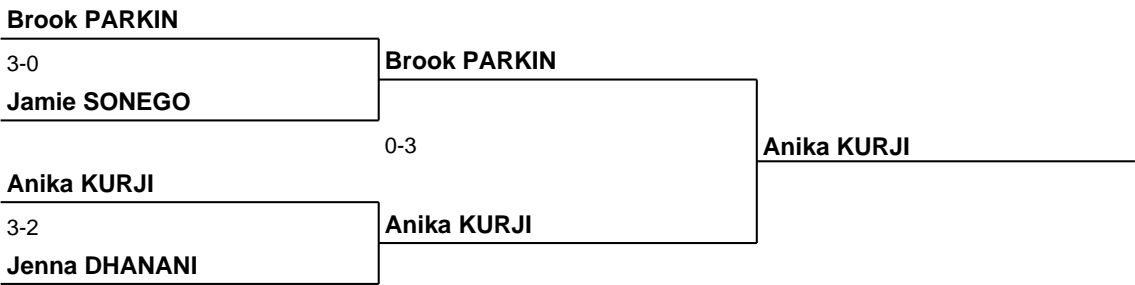 Brook PARKIN
3-0
Jamie SONEGO
Brook PARKIN
0-3
Anika KURJI
Anika KURJI
3-2
Jenna DHANANI
Anika KURJI